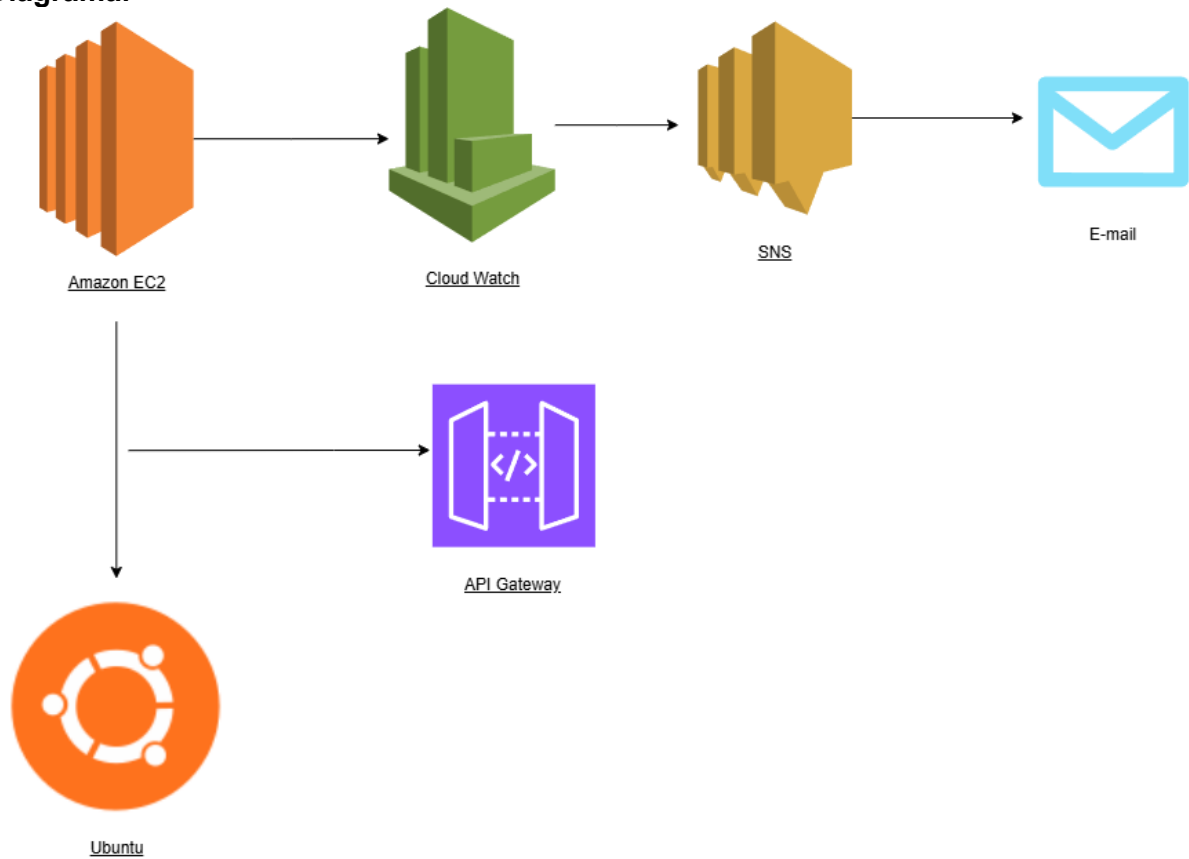 Amazon EC2
Cloud Watch
SNS
E-mail
</>
API Gateway
Ubuntu